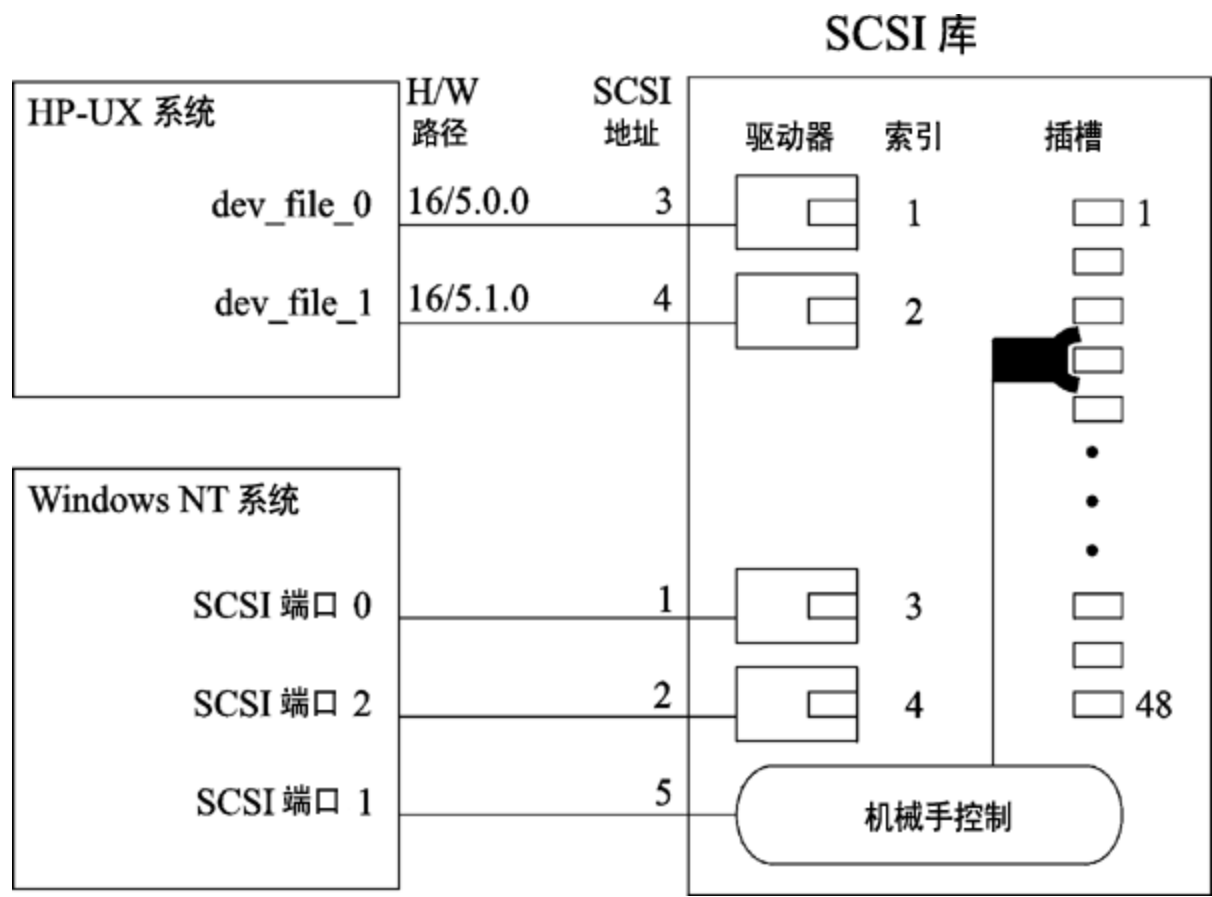 SCSI 库
HP-UX 系统
H/W
路径
SCSI
地址
驱动器 索引 插槽
dev_file_0 16/5.0.0 3 1 1
dev_file_1 16/5.1.0 4 2
Windows NT 系统
SCSI 端口 0 1 3
SCSI 端口 2 2 4 48
SCSI 端口 1 5
机械手控制